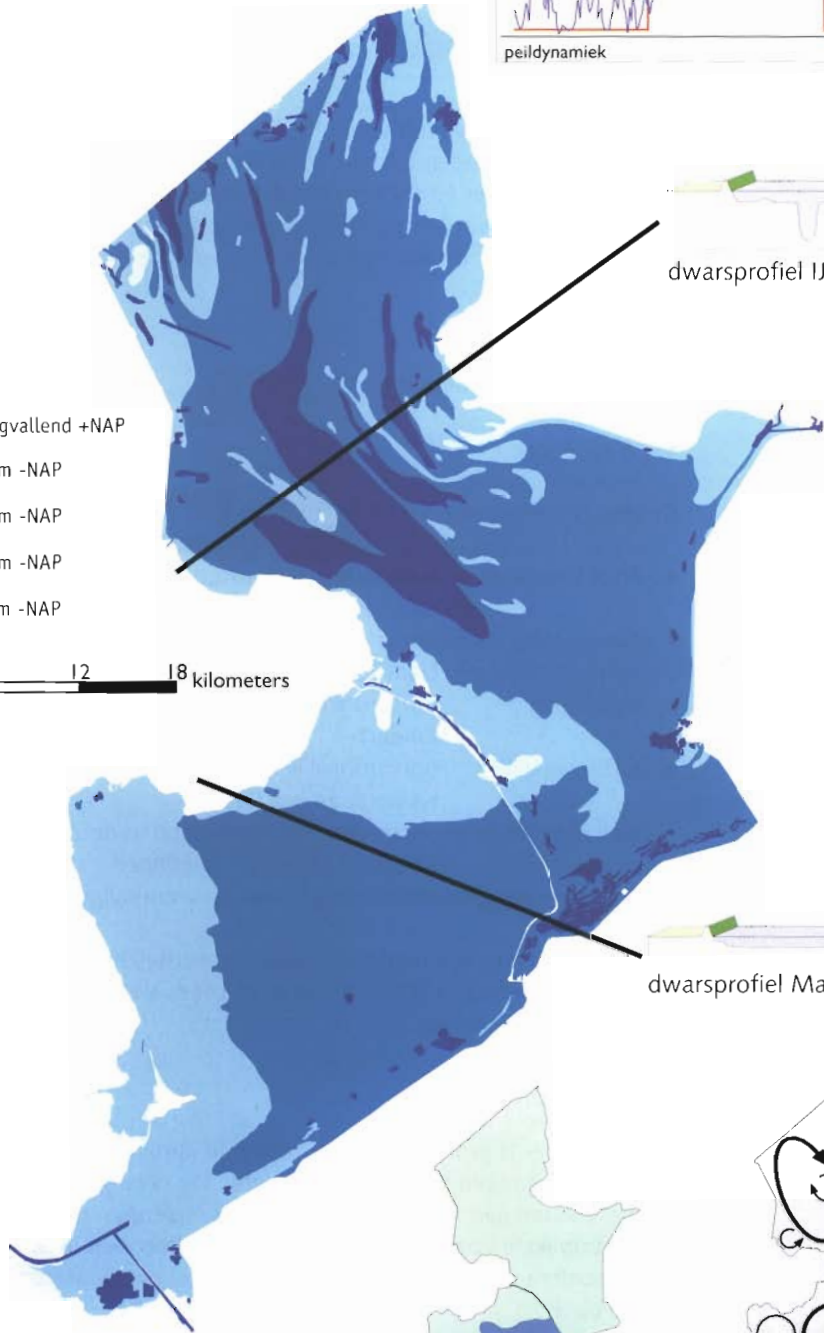 peildynamiek
dwarsprofiel IJ
gvallend +NAP
m -NAP
m -NAP
m -NAP
m -NAP
12 18 kilometers
dwarsprofiel Ma